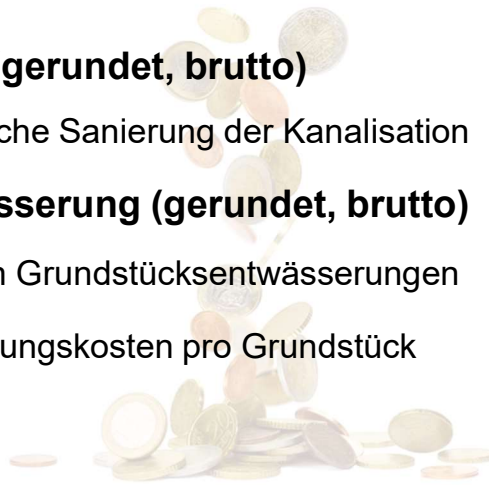 gerundet, brutto)
che Sanierung der Kanalisation
sserung (gerundet, brutto)
n Grundstücksentwässerungen
ungskosten pro Grundstück